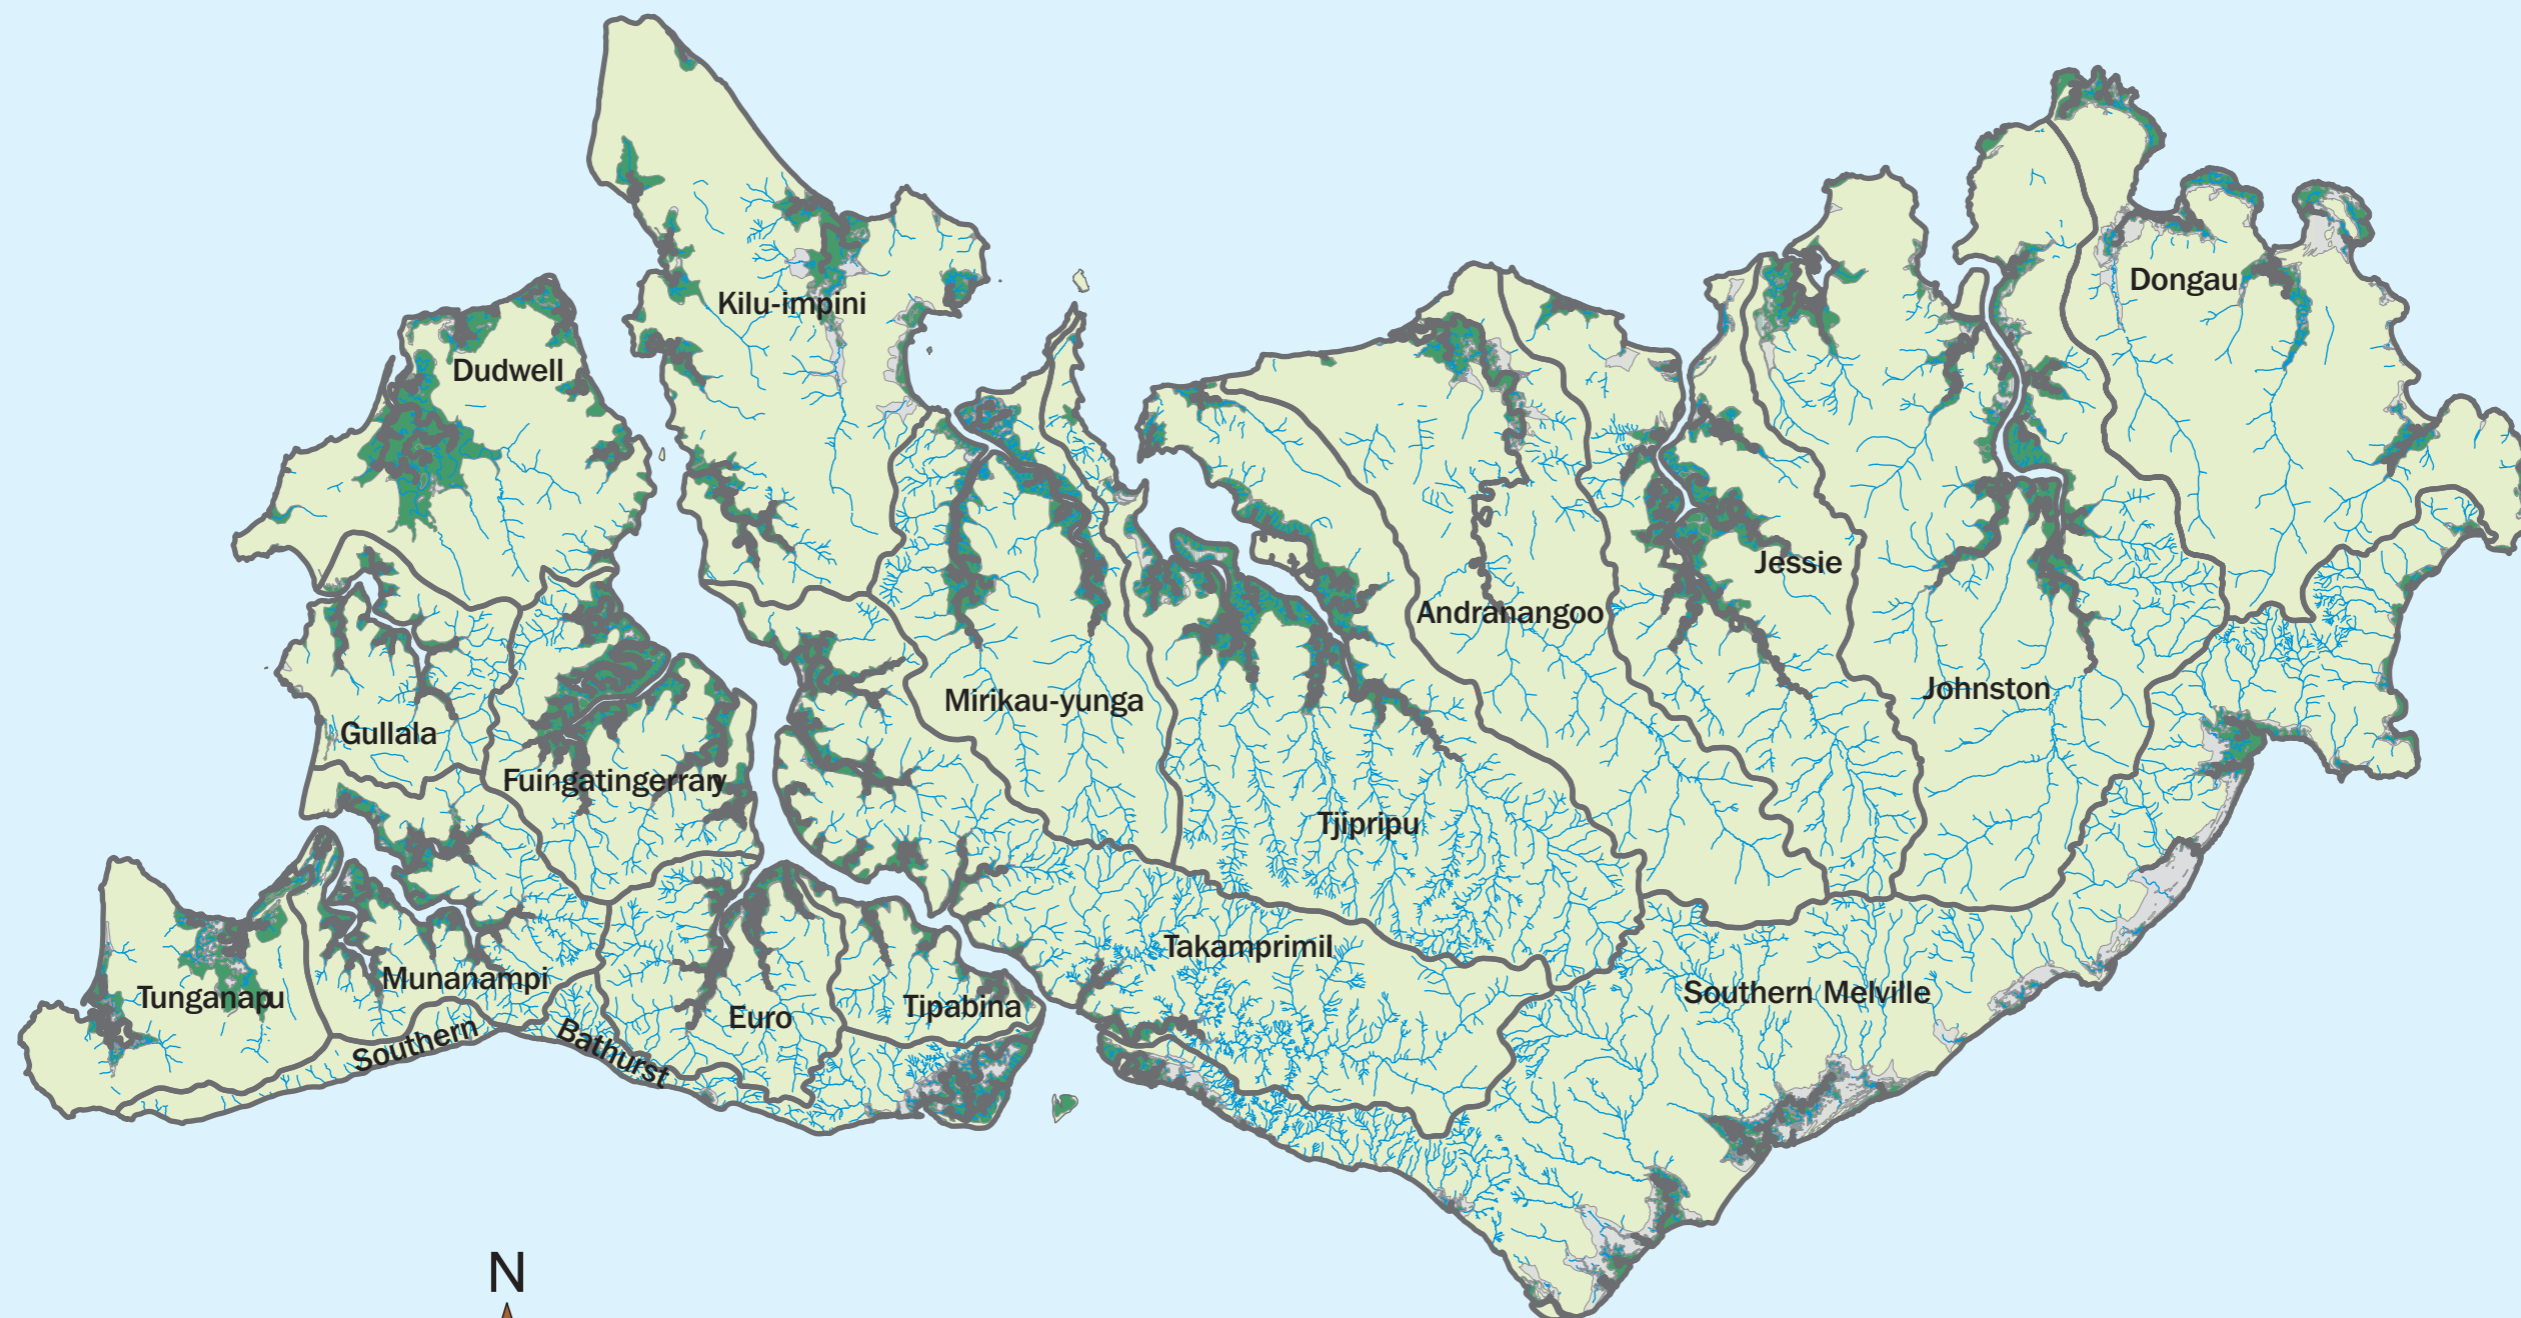 Dongau
Kilu-impini
Dudwell
Jessie
Andranangoo
Johnston
Mirikau-yunga
Gullala
Fuingatingerrany
Tjipripu
Takamprimil
Munanampi
Southern Melville
Tunganapu
Tipabina
Euro
Southern Bathurst
N